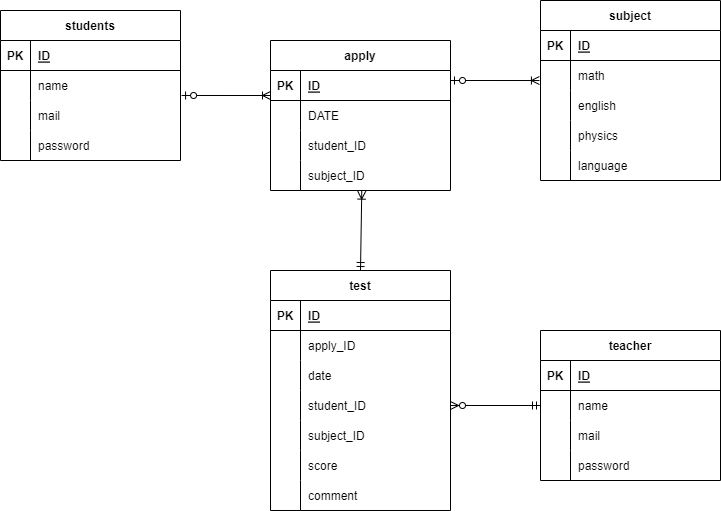 students
PK ID
name
mail
password
apply
PK ID
DATE
student_ID
subject_ID
subject
PK ID
math
english
physics
language
test
PK ID
apply_ID
date
student_ID
subject_ID
score
comment
teacher
PK ID
name
mail
password